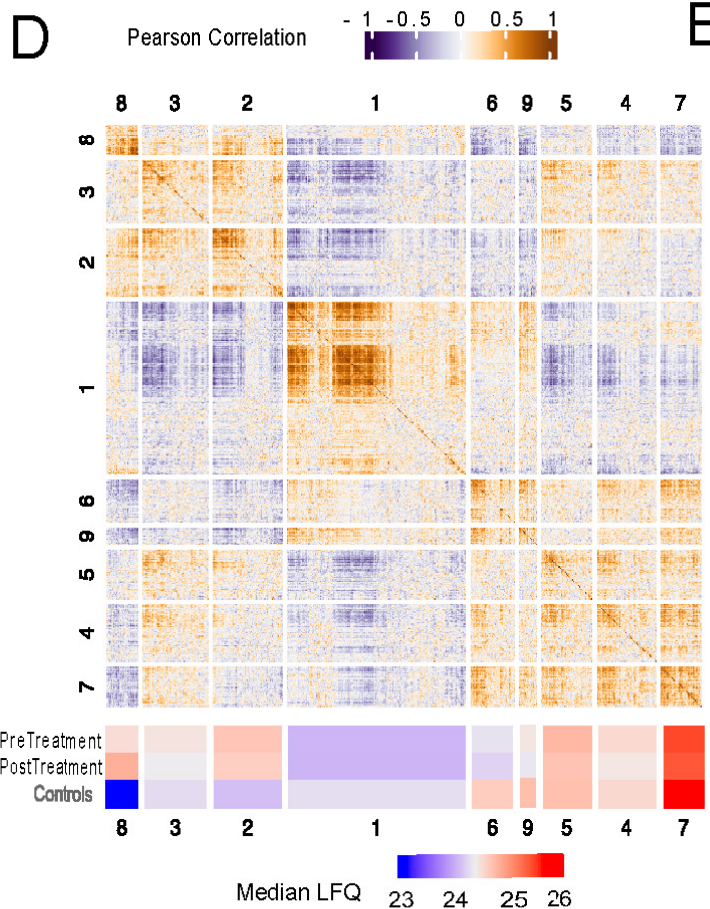 D
E
Pearson Correlation
- 1 -0.5 0 0.5 1
8 3 2 1 6 9 5 4 7
8
3
2
1
6
9
5
4
7
PreTreatment
PostTreatment
Controls
8 3 2 1 6 9 5 4 7
Median LFQ
23 24 25 26